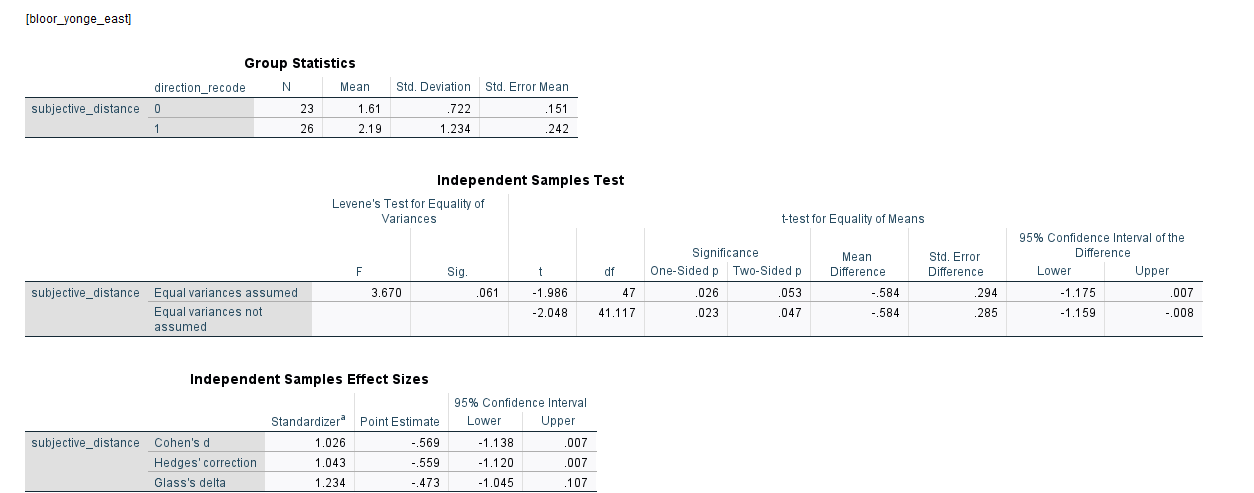 [bloor_yonge_east]
Group Statistics
direction_recode N Mean Std. Deviation Std. Error Mean
subjective_distance 0 23 1.61 .722 .151
1 26 2.19 1.234 .242
Independent Samples Test
Levene's Test for Equality of
Variances
t-test for Equality of Means
F Sig. t df
Significance
One-Sided p Two-Sided p
Mean
Difference
Std. Error
Difference
95% Confidence Interval of the
Difference
Lower Upper
subjective_distance Equal variances assumed 3.670 .061 -1.986 47 .026 .053 -.584 .294 -1.175 .007
Equal variances not
assumed
-2.048 41.117 .023 .047 -.584 .285 -1.159 -.008
Independent Samples Effect Sizes
Standardizerª Point Estimate
95% Confidence Interval
Lower Upper
subjective_distance Cohen's d 1.026 -.569 -1.138 .007
Hedges' correction 1.043 -.559 -1.120 .007
Glass's delta 1.234 -.473 -1.045 .107